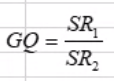 GQ = SR₁ / SR₂